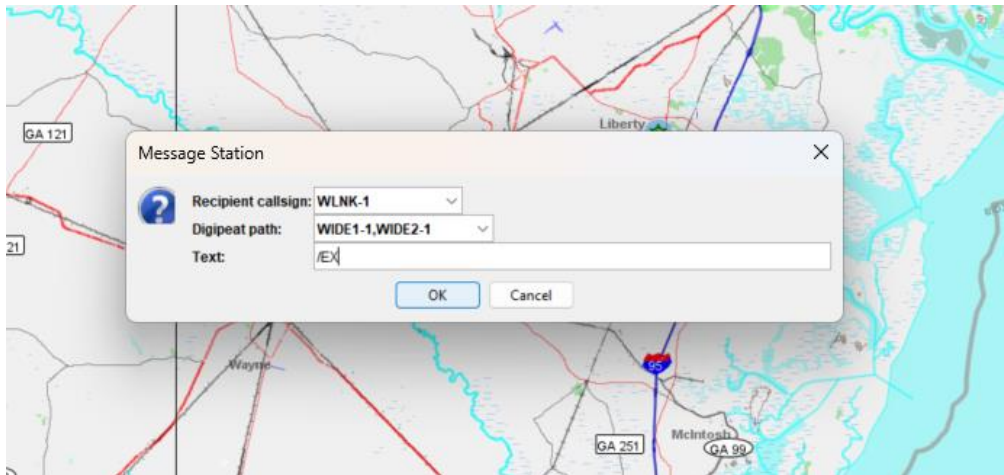 GA 121
Liberty
Message Station
Recipient callsign: WLNK-1
Digipeat path: WIDE1-1,WIDE2-1
Text: /EX
OK Cancel
21
Wayne
95
GA 251
McIntosh
GA 99